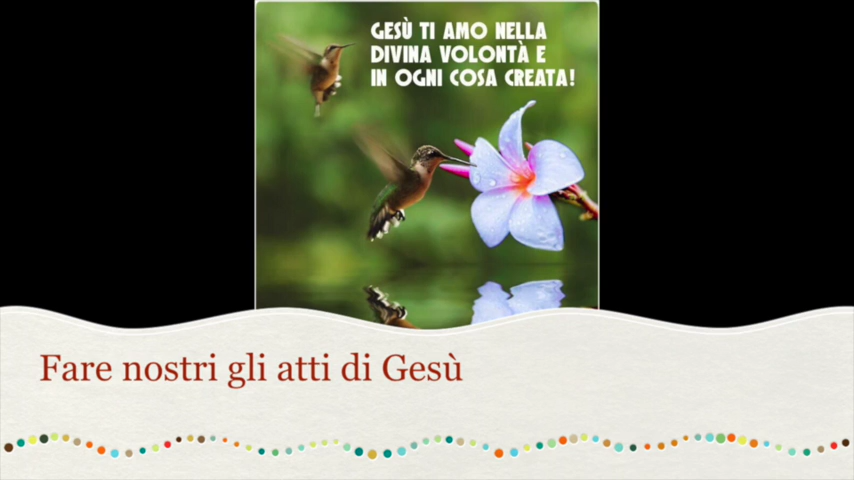 GESÙ TI AMO NELLA
DIVINA VOLONTÀ E
IN OGNI COSA CREATA!
Fare nostri gli atti di Gesù